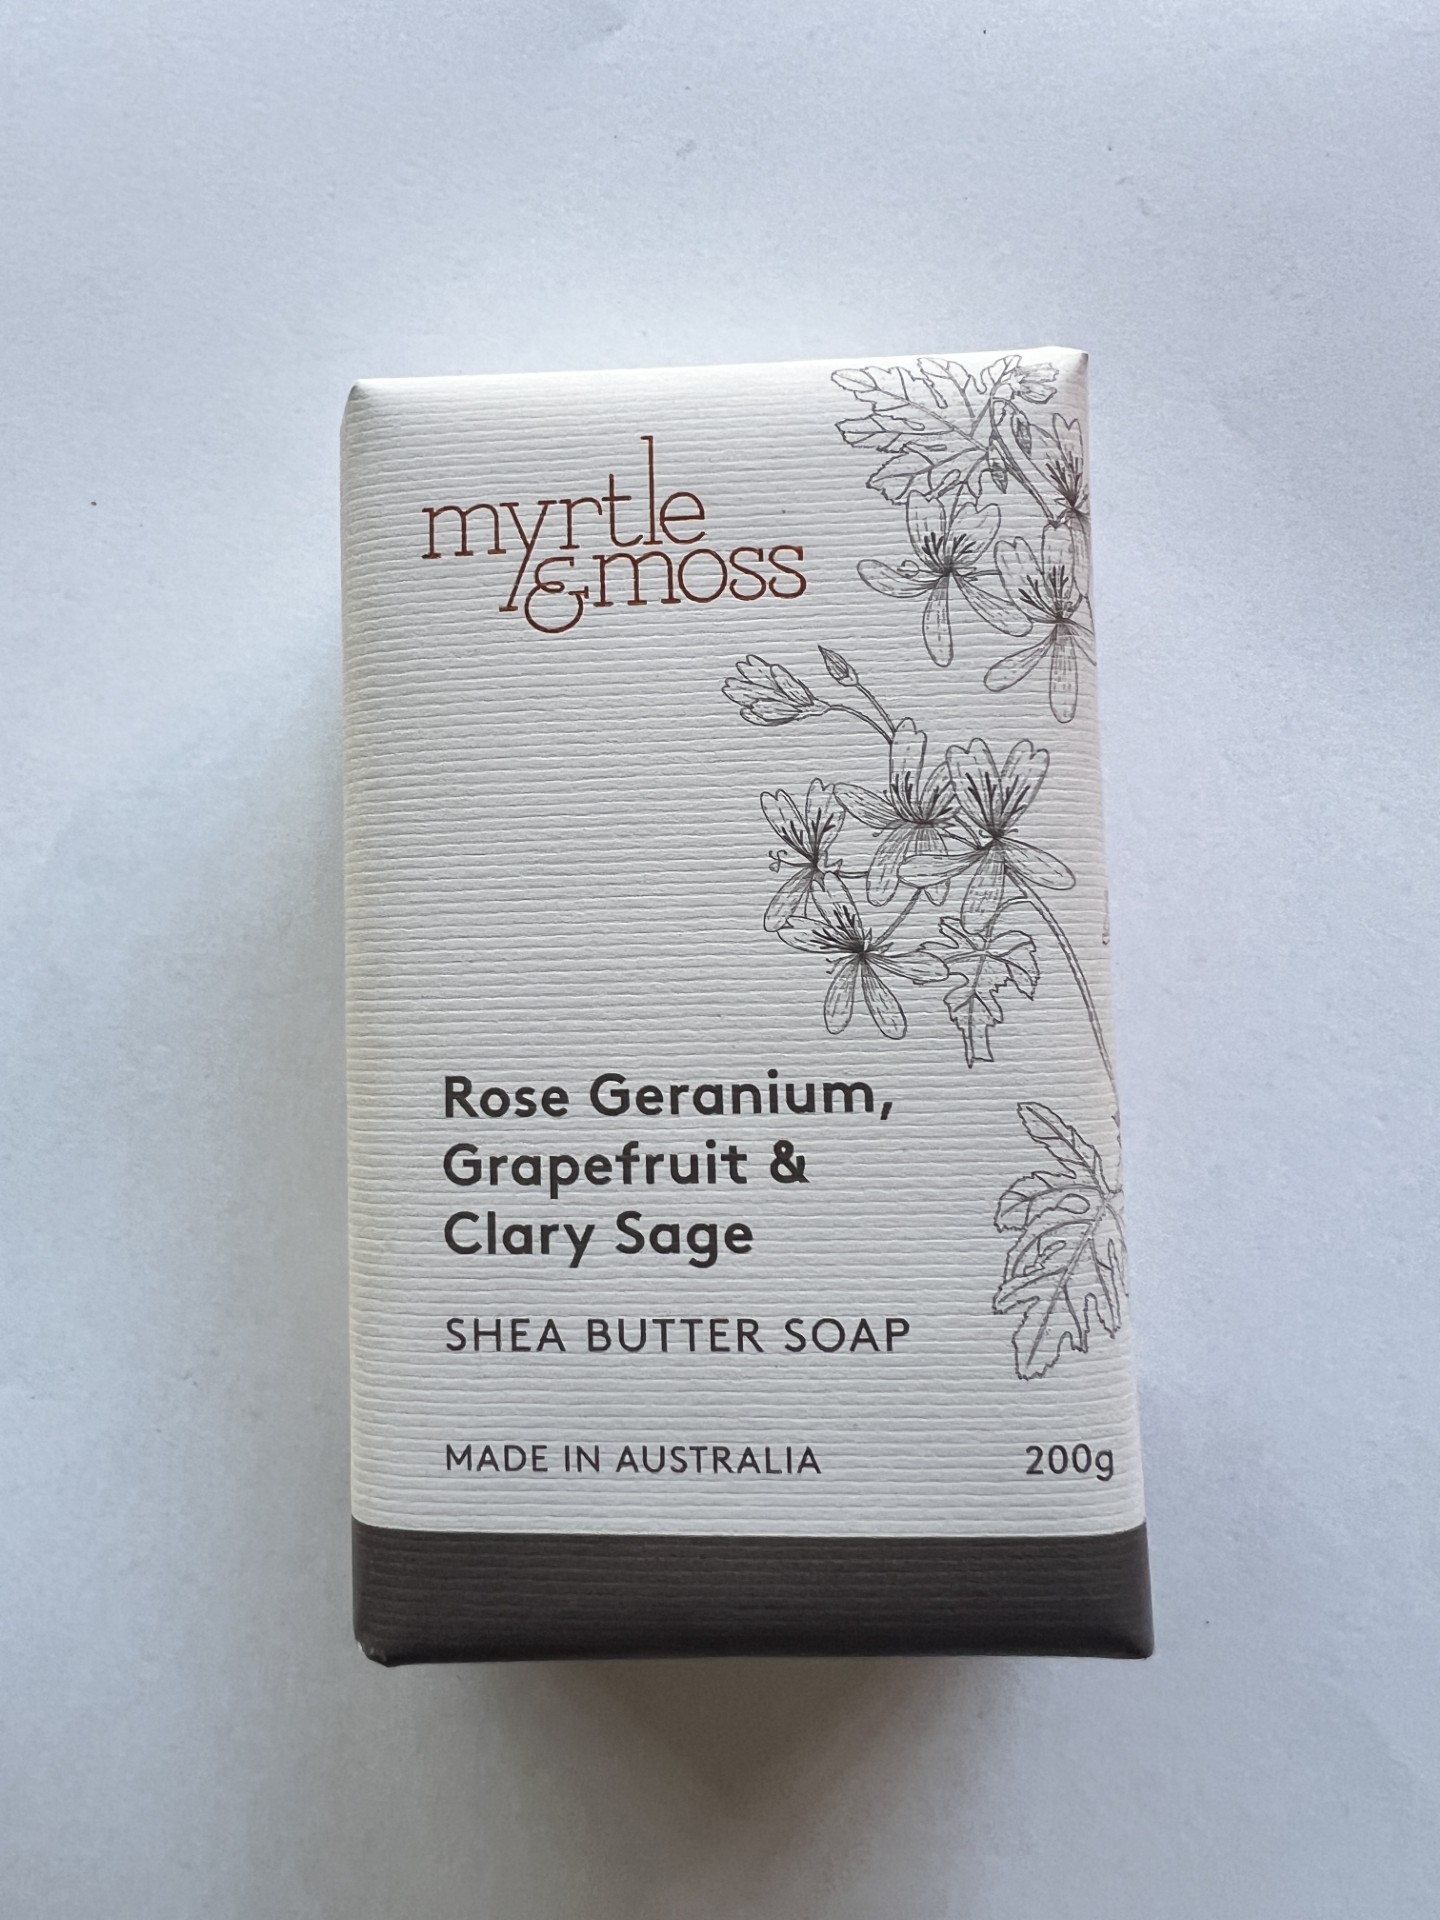 myrtle
&moss
Rose Geranium,
Grapefruit &
Clary Sage
SHEA BUTTER SOAP
MADE IN AUSTRALIA 200g